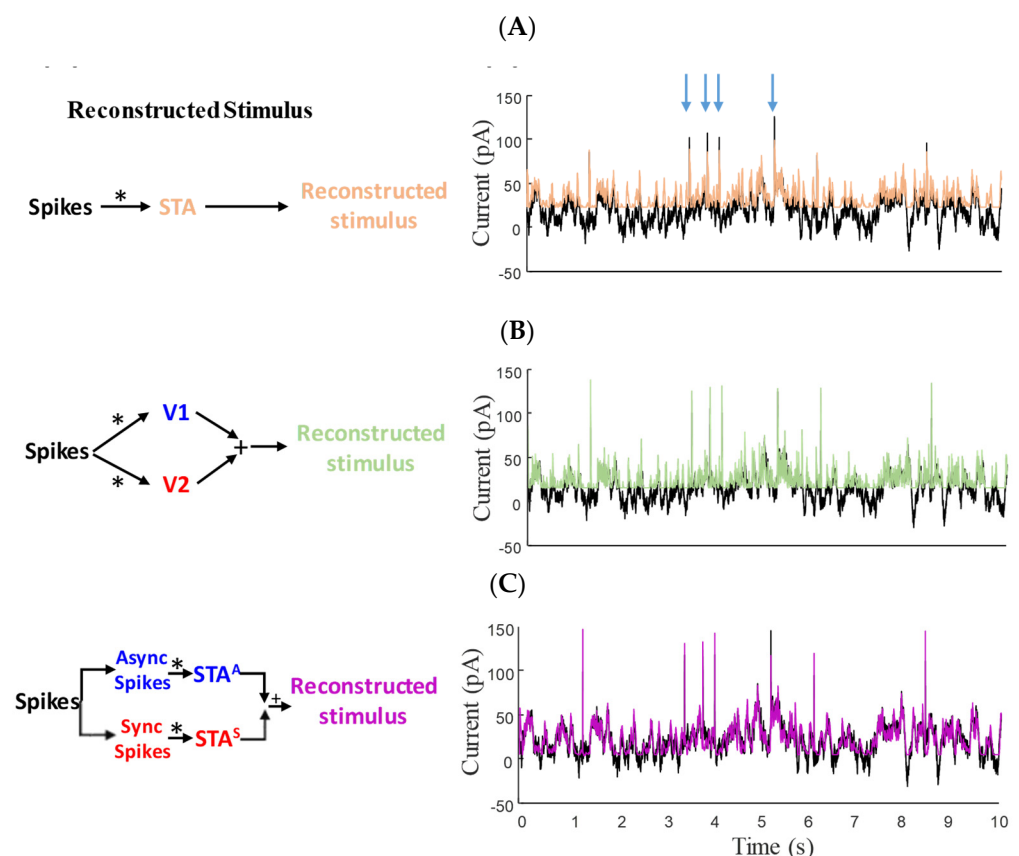 (A)
Reconstructed Stimulus
Spikes * STA Reconstructed
stimulus
Current (pA)
150
100
50
0
-50
(B)
Spikes * V1 + Reconstructed
stimulus
* V2
Current (pA)
150
100
50
0
-50
(C)
Spikes
Async
Spikes * STAᴬ
+ Reconstructed
stimulus
Sync
Spikes * STAˢ
Current (pA)
150
100
50
0
-50
0 1 2 3 4 5 6 7 8 9 10
Time (s)